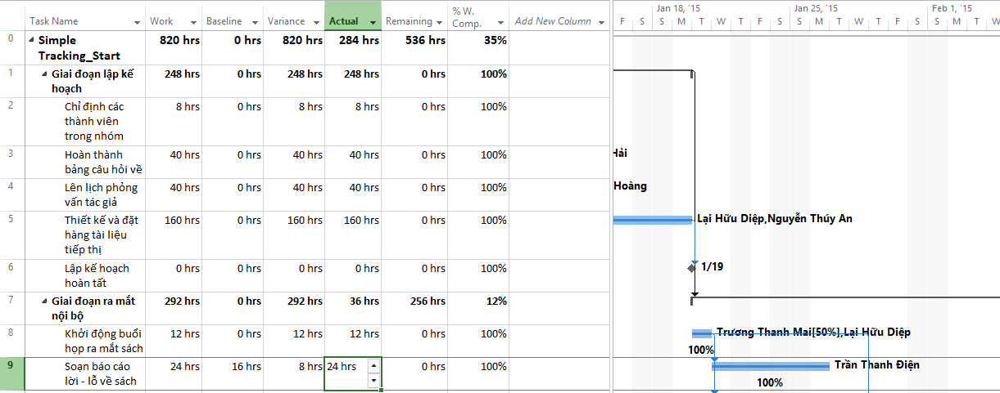 Task Name Work Baseline Variance Actual Remaining % W. Comp. Add New Column
Jan 18, '15 Jan 25, '15 Feb 1, '15
F S S M T W T F S S M T W T F S S M T W
0 Simple Tracking_Start 820 hrs 0 hrs 820 hrs 284 hrs 536 hrs 35%
1 Giai đoạn lập kế hoạch 248 hrs 0 hrs 248 hrs 248 hrs 0 hrs 100%
2 Chỉ định các thành viên trong nhóm 8 hrs 0 hrs 8 hrs 8 hrs 0 hrs 100%
3 Hoàn thành bảng câu hỏi về 40 hrs 0 hrs 40 hrs 40 hrs 0 hrs 100%
Hải
4 Lên lịch phỏng vấn tác giả 40 hrs 0 hrs 40 hrs 40 hrs 0 hrs 100%
Hoàng
5 Thiết kế và đặt hàng tài liệu tiếp thị 160 hrs 0 hrs 160 hrs 160 hrs 0 hrs 100%
Lại Hữu Diệp,Nguyễn Thúy An
6 Lập kế hoạch hoàn tất 0 hrs 0 hrs 0 hrs 0 hrs 0 hrs 100%
1/19
7 Giai đoạn ra mắt nội bộ 292 hrs 0 hrs 292 hrs 36 hrs 256 hrs 12%
8 Khởi động buổi họp ra mắt sách 12 hrs 0 hrs 12 hrs 12 hrs 0 hrs 100%
Trương Thanh Mai[50%],Lại Hữu Diệp
100%
9 Soạn báo cáo lời - lỗ về sách 24 hrs 16 hrs 8 hrs 24 hrs 0 hrs 100%
Trần Thanh Điện
100%